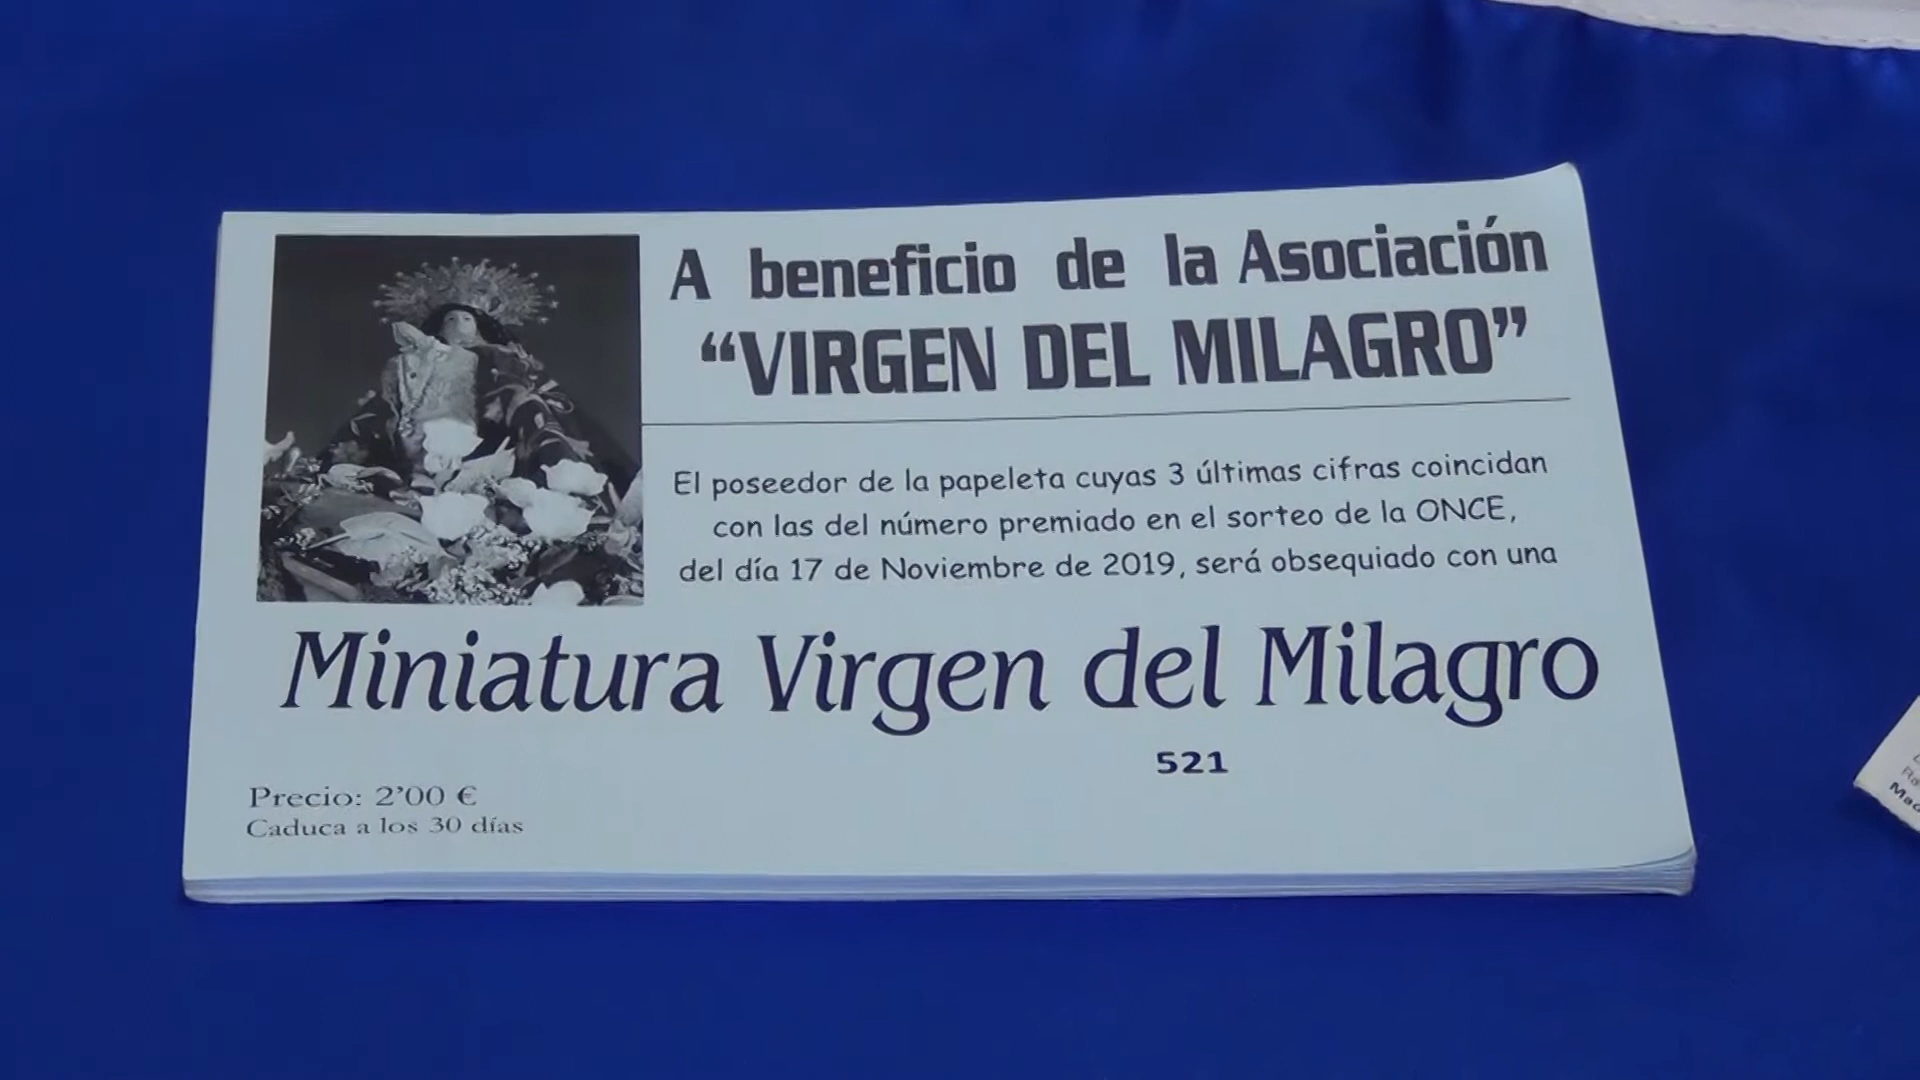 A beneficio de la Asociación
“VIRGEN DEL MILAGRO”
El poseedor de la papeleta cuyas 3 últimas cifras coincidan
con las del número premiado en el sorteo de la ONCE,
del día 17 de Noviembre de 2019, será obsequiado con una
Miniatura Virgen del Milagro
521
Precio: 2’00 €
Caduca a los 30 días